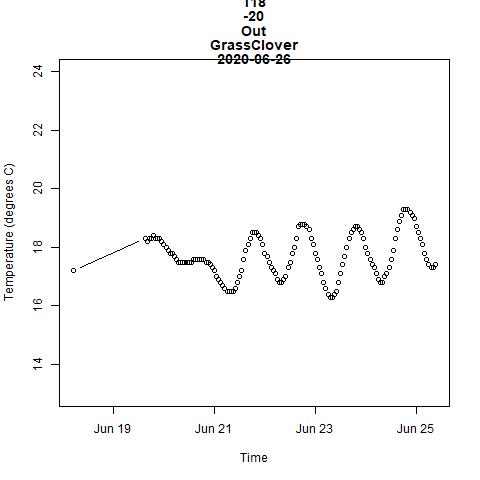 T18
-20
Out
GrassClover
2020-06-26
Temperature (degrees C)
24
22
20
18
16
14
Jun 19
Jun 21
Jun 23
Jun 25
Time